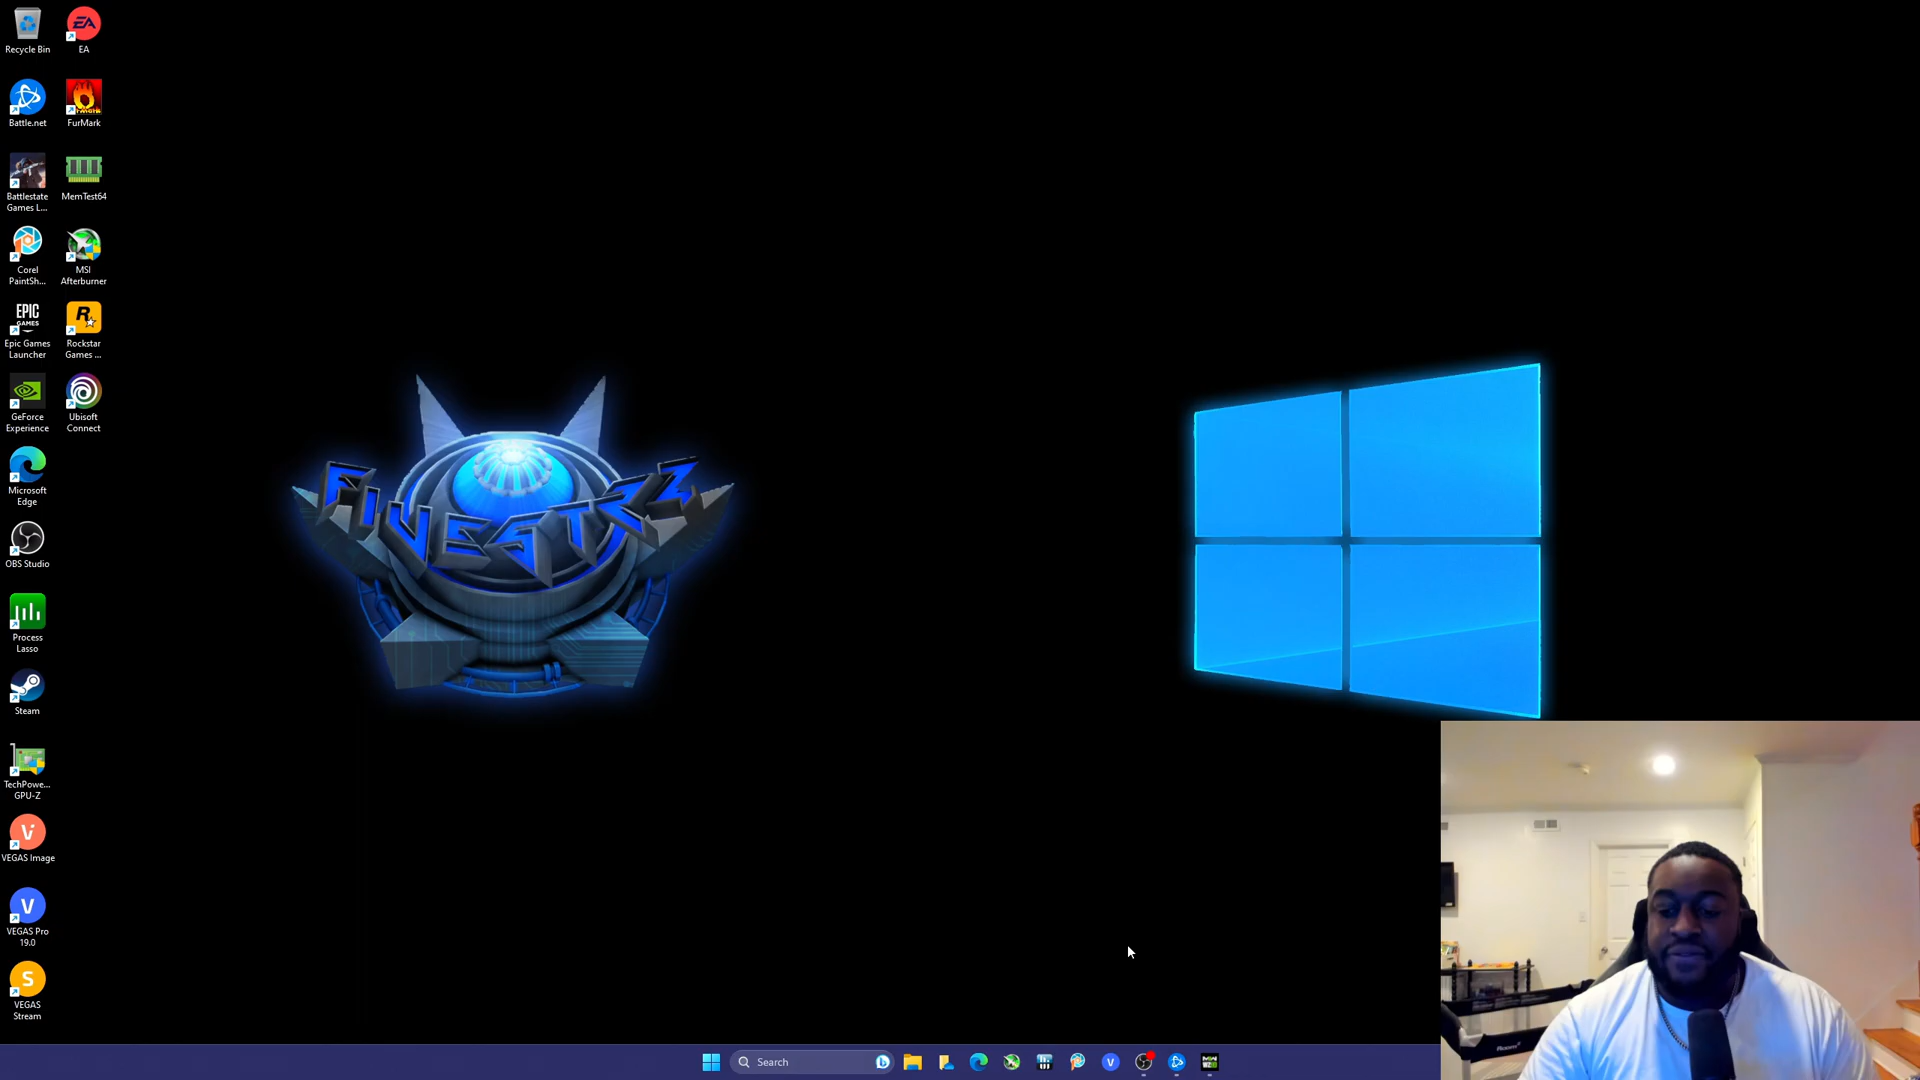 Recycle Bin
EA
Battle.net
FurMark
Battlestate
Games L...
MemTest64
Corel
PaintSh...
MSI
Afterburner
EPIC
GAMES
Epic Games
Launcher
Rockstar
Games ...
GeForce
Experience
Ubisoft
Connect
Microsoft
Edge
OBS Studio
Process
Lasso
Steam
TechPowe...
GPU-Z
VEGAS Image
VEGAS Pro
19.0
VEGAS
Stream
Search